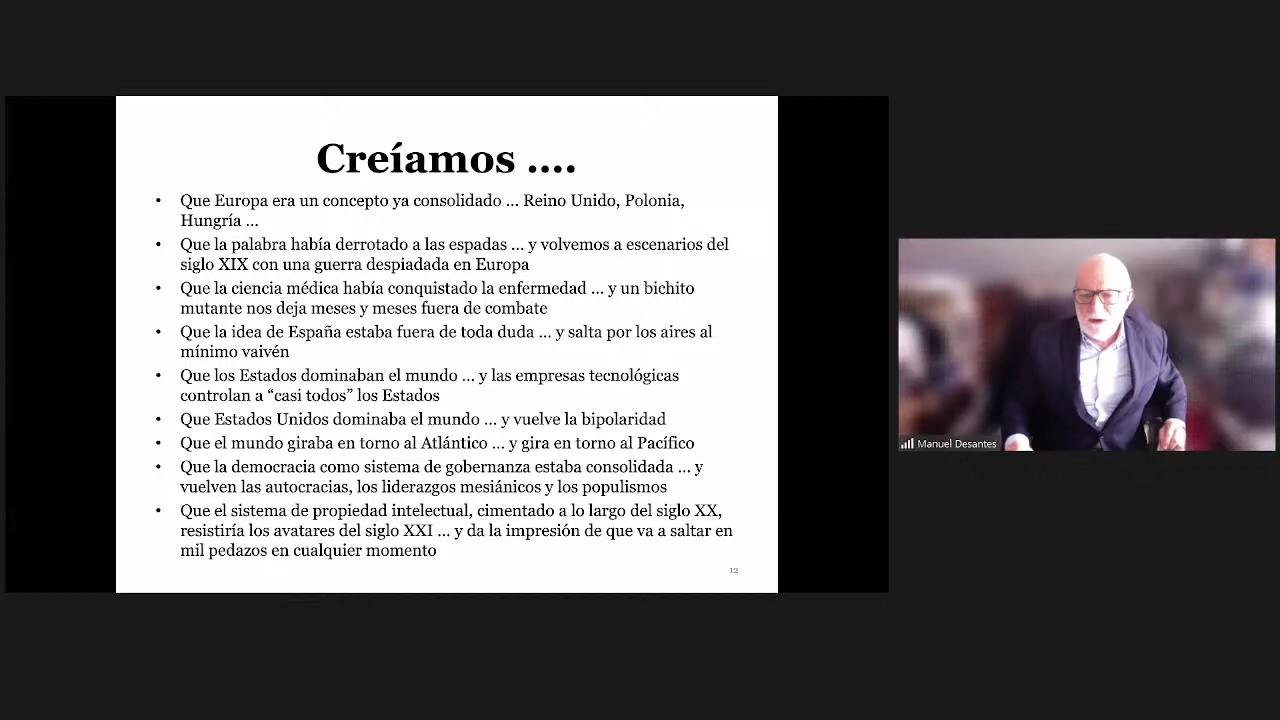 Creíamos ....
• Que Europa era un concepto ya consolidado ... Reino Unido, Polonia,
Hungría ...
• Que la palabra había derrotado a las espadas ... y volvemos a escenarios del
siglo XIX con una guerra despiadada en Europa
• Que la ciencia médica había conquistado la enfermedad ... y un bichito
mutante nos deja meses y meses fuera de combate
• Que la idea de España estaba fuera de toda duda ... y salta por los aires al
mínimo vaivén
• Que los Estados dominaban el mundo ... y las empresas tecnológicas
controlan a “casi todos” los Estados
• Que Estados Unidos dominaba el mundo ... y vuelve la bipolaridad
• Que el mundo giraba en torno al Atlántico ... y gira en torno al Pacífico
• Que la democracia como sistema de gobernanza estaba consolidada ... y
vuelven las autocracias, los liderazgos mesiánicos y los populismos
• Que el sistema de propiedad intelectual, cimentado a lo largo del siglo XX,
resistiría los avatares del siglo XXI ... y da la impresión de que va a saltar en
mil pedazos en cualquier momento
12
Manuel Desantes